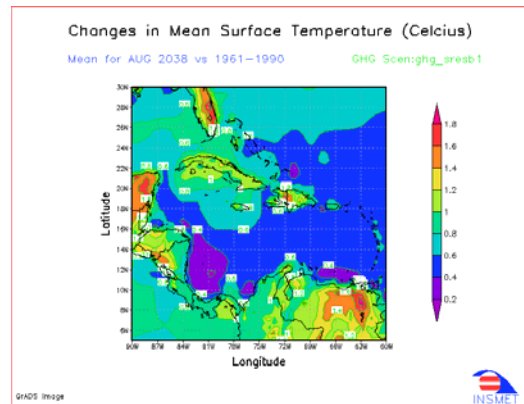 Changes in Mean Surface Temperature (Celcius)
Mean for AUG 2038 vs 1961-1990 GHG Scen:ghg_sresb1
30N
28N
26N
24N
22N
20N
18N
16N
14N
12N
10N
8N
6N
Latitude
90W 87W 84W 81W 78W 75W 72W 69W 66W 63W 60W
Longitude
1.8
1.6
1.4
1.2
1
0.8
0.6
0.4
0.2
GrADS Image
INSMET